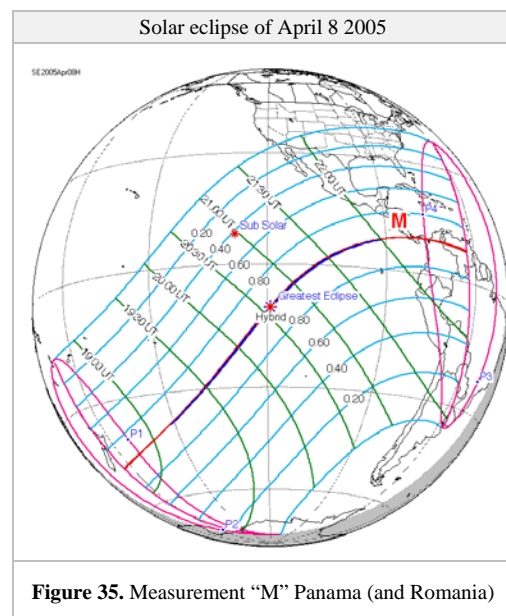 Solar eclipse of April 8 2005
SE2005Apr08H
22:00 UT
21:30 UT
21:00 UT
20:30 UT
20:00 UT
19:30 UT
19:00 UT
0.20
Sub Solar
0.40
0.60
0.80
Greatest Eclipse
Hybrid
0.80
0.60
0.40
0.20
M
P4
P3
P1
P2
Figure 35. Measurement “M” Panama (and Romania)